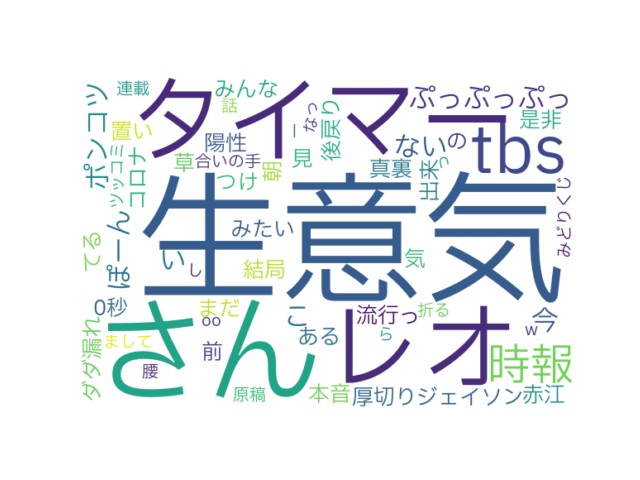 連載
みんな
タイマー
ぷっぷっぷっ
ポンコツ
置い
ツッコミ
コロナ
話
陽性
草
合いの手
朝
つけ
一
なっ
見
後戻り
ない
の
真裏
出来
っ
tbs
是非
みどりくじ
生意気
てる
ぽーん
い
し
みたい
結局
気
0秒
まだ
oo
こ
ある
流行っ
折る
ら
w
今
さん
レオ
時報
ダダ漏れ
まして
腰
前
原稿
本音
厚切りジェイソン
赤江